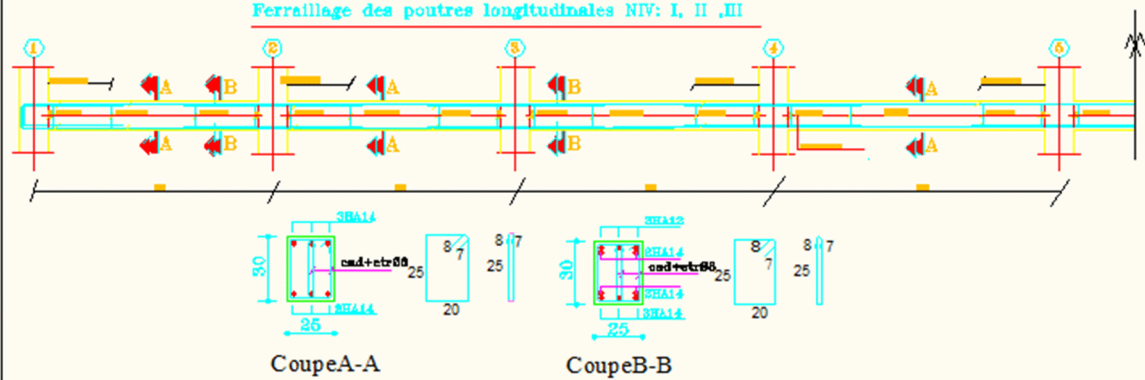 Ferraillage des poutres longitudinales NIV: I, II ,III
1 2 3 4 5
A B A B A
A B A B A
3HA14 3HA12
8 7 8 7 8 7 8 7
2HA14
30 cad+etrØ8 25 25 30 cad+etrØ8 25 25
2HA14
20 20
3HA14 3HA14
25 25
CoupeA-A CoupeB-B